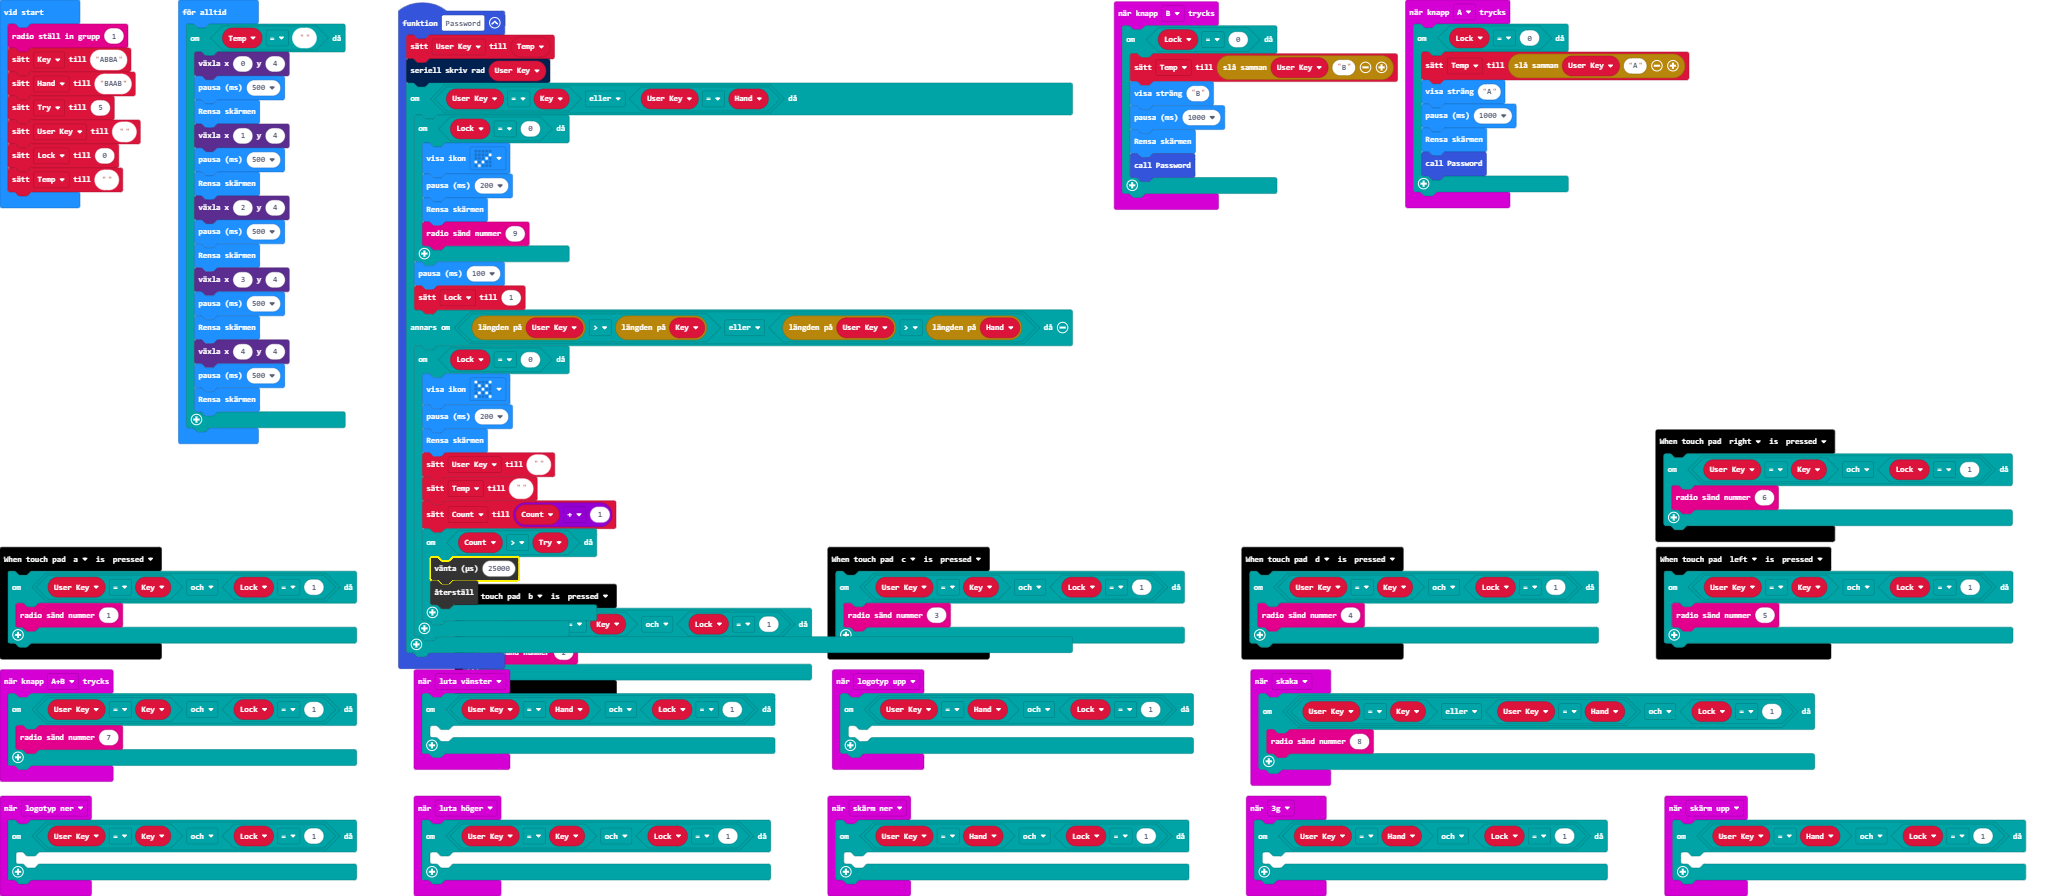 vid start
radio ställ in grupp 1
sätt Key till "ABBA"
sätt Hand till "BAAB"
sätt Try till 5
sätt User Key till ""
sätt Lock till 0
sätt Temp till ""
för alltid
om Temp = "" då
växla x 0 y 4
pausa (ms) 500
Rensa skärmen
växla x 1 y 4
pausa (ms) 500
Rensa skärmen
växla x 2 y 4
pausa (ms) 500
Rensa skärmen
växla x 3 y 4
pausa (ms) 500
Rensa skärmen
växla x 4 y 4
pausa (ms) 500
Rensa skärmen
funktion Password
sätt User Key till Temp
seriell skriv rad User Key
om User Key = Key eller User Key = Hand då
om Lock = 0 då
visa ikon
pausa (ms) 200
Rensa skärmen
radio sänd nummer 9
pausa (ms) 100
sätt Lock till 1
annars om längden på User Key > längden på Key eller längden på User Key > längden på Hand då
om Lock = 0 då
visa ikon
pausa (ms) 200
Rensa skärmen
sätt User Key till ""
sätt Temp till ""
sätt Count till Count + 1
om Count > Try då
vänta (µs) 25000
återställ
när knapp B trycks
om Lock = 0 då
sätt Temp till slå samman User Key "B"
visa sträng "B"
pausa (ms) 1000
Rensa skärmen
call Password
när knapp A trycks
om Lock = 0 då
sätt Temp till slå samman User Key "A"
visa sträng "A"
pausa (ms) 1000
Rensa skärmen
call Password
When touch pad right is pressed
om User Key = Key och Lock = 1 då
radio sänd nummer 6
When touch pad a is pressed
om User Key = Key och Lock = 1 då
radio sänd nummer 1
touch pad b is pressed
= Key och Lock = 1 då
When touch pad c is pressed
om User Key = Key och Lock = 1 då
radio sänd nummer 3
When touch pad d is pressed
om User Key = Key och Lock = 1 då
radio sänd nummer 4
When touch pad left is pressed
om User Key = Key och Lock = 1 då
radio sänd nummer 5
när knapp A+B trycks
om User Key = Key och Lock = 1 då
radio sänd nummer 7
när luta vänster
om User Key = Hand och Lock = 1 då
när logotyp upp
om User Key = Hand och Lock = 1 då
när skaka
om User Key = Key eller User Key = Hand och Lock = 1 då
radio sänd nummer 8
när logotyp ner
om User Key = Key och Lock = 1 då
när luta höger
om User Key = Key och Lock = 1 då
när skärm ner
om User Key = Hand och Lock = 1 då
när 3g
om User Key = Hand och Lock = 1 då
när skärm upp
om User Key = Hand och Lock = 1 då